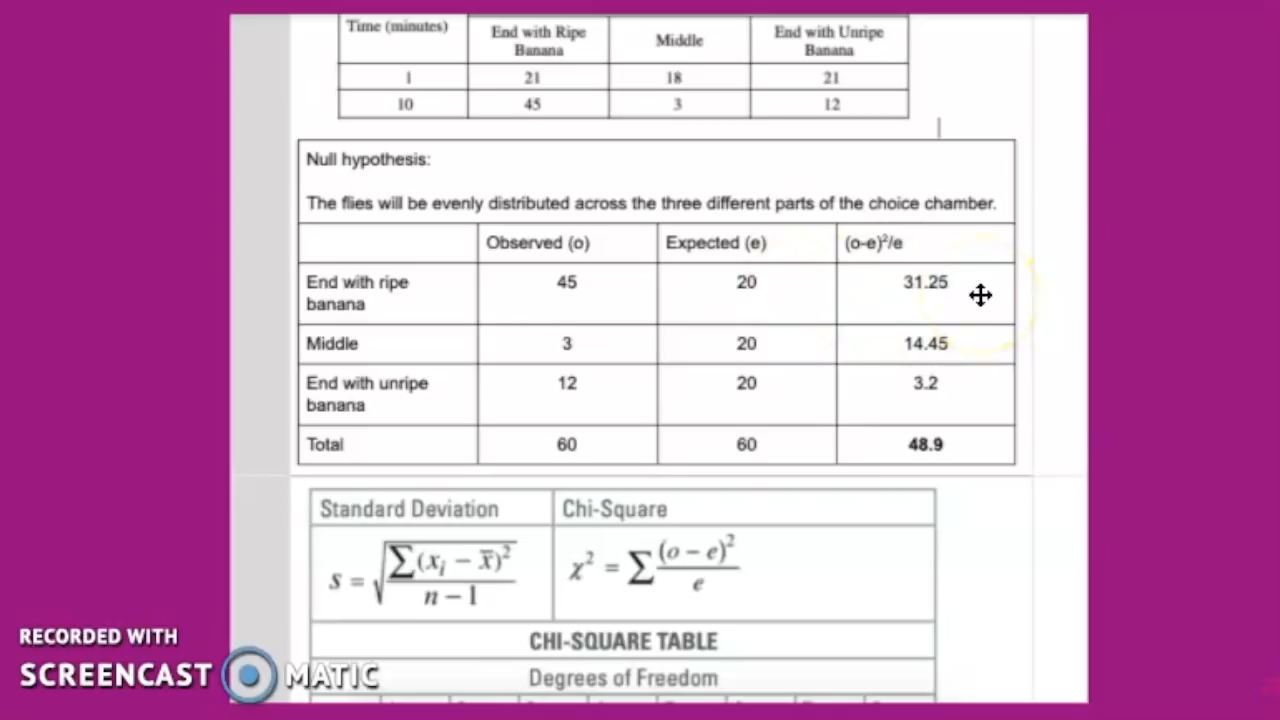 Time (minutes) End with Ripe Banana Middle End with Unripe Banana
1 21 18 21
10 45 3 12
Null hypothesis:
The flies will be evenly distributed across the three different parts of the choice chamber.
Observed (o) Expected (e) (o-e)²/e
End with ripe banana 45 20 31.25
Middle 3 20 14.45
End with unripe banana 12 20 3.2
Total 60 60 48.9
Standard Deviation Chi-Square
s = √(∑(xᵢ − x̄)² / (n − 1)) χ² = ∑ (o − e)² / e
CHI-SQUARE TABLE
Degrees of Freedom
RECORDED WITH
SCREENCAST MATIC